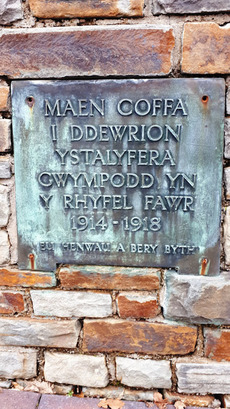 MAEN COFFA
I DDEWRION
YSTALYFERA
GWYMPODD YN
Y RHYFEL FAWR
1914-1918
EU HENWAU A BERY BYTH